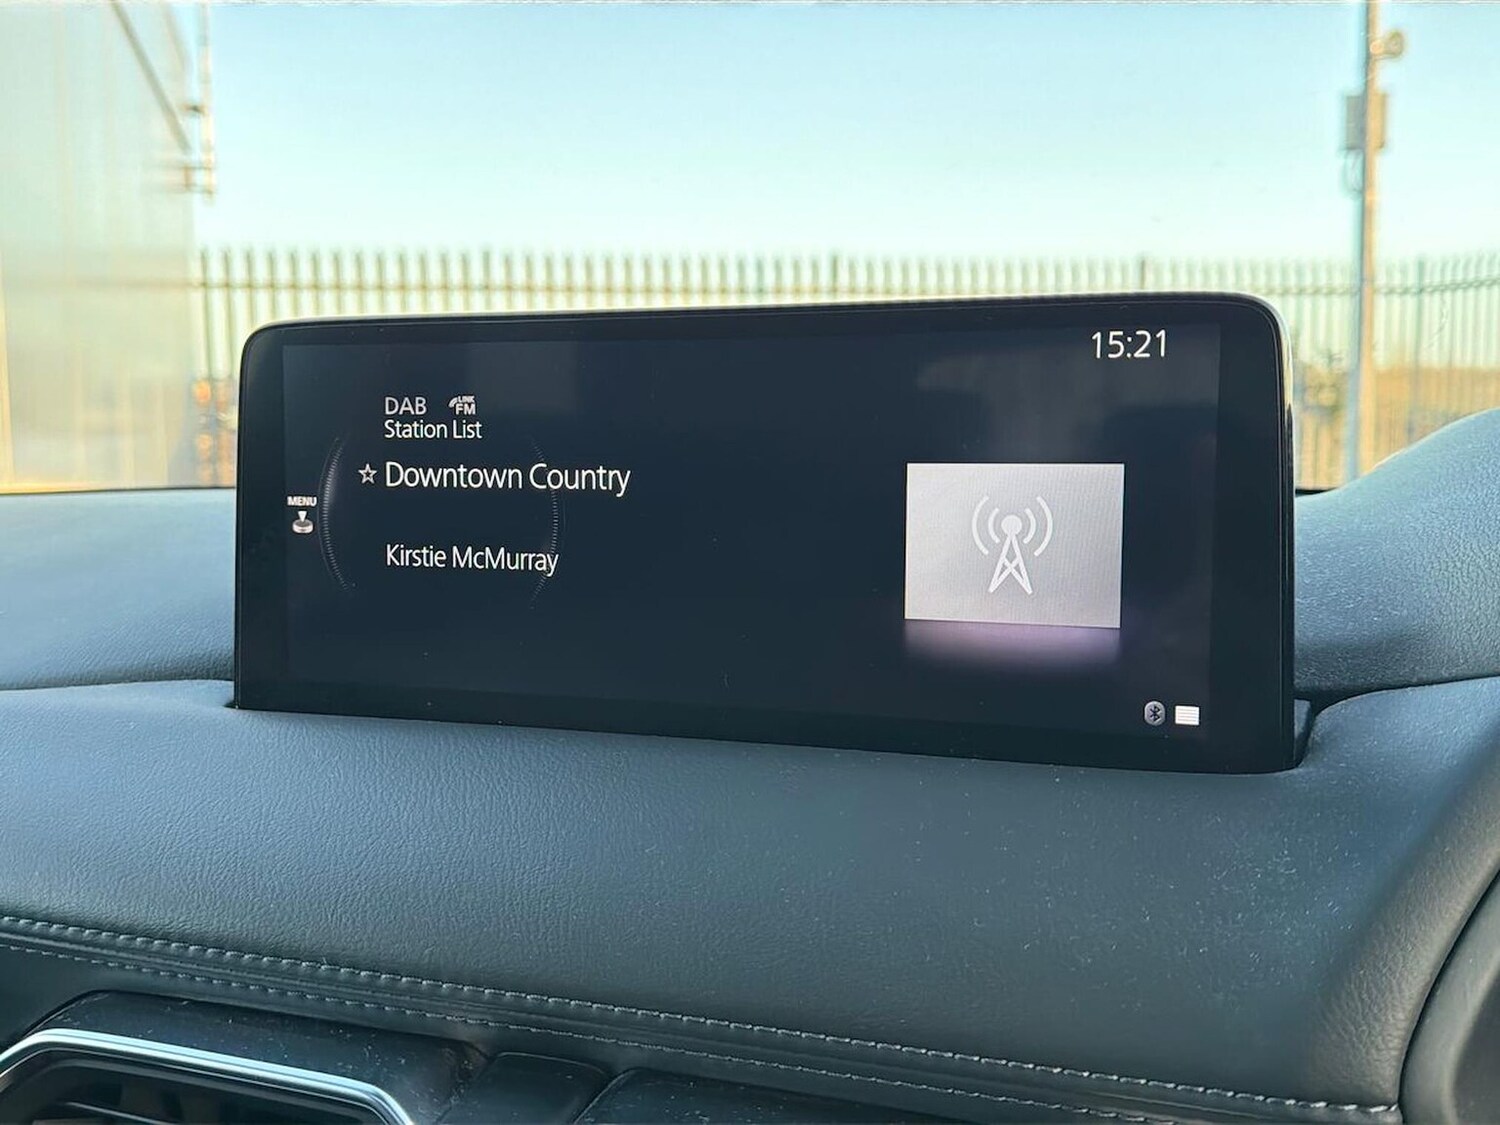 15:21
DAB LINK FM
Station List
☆ Downtown Country
MENU
Kirstie McMurray